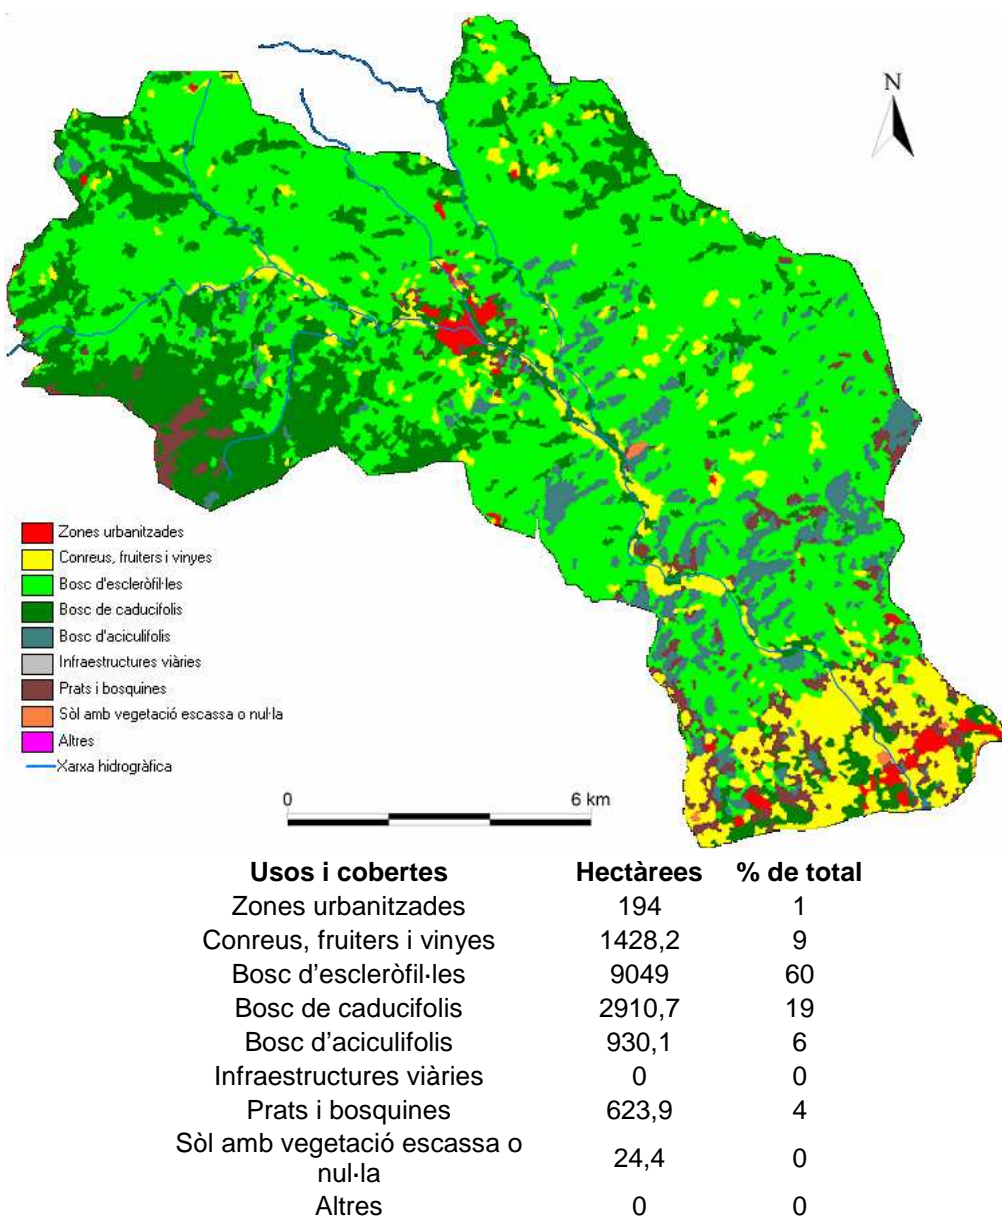 N
Zones urbanitzades
Conreus, fruiters i vinyes
Bosc d'escleròfil·les
Bosc de caducifolis
Bosc d'aciculifolis
Infraestructures viàries
Prats i bosquines
Sòl amb vegetació escassa o nul·la
Altres
Xarxa hidrogràfica
0 6 km
Usos i cobertes Hectàrees % de total
Zones urbanitzades 194 1
Conreus, fruiters i vinyes 1428,2 9
Bosc d’escleròfil·les 9049 60
Bosc de caducifolis 2910,7 19
Bosc d’aciculifolis 930,1 6
Infraestructures viàries 0 0
Prats i bosquines 623,9 4
Sòl amb vegetació escassa o
nul·la 24,4 0
Altres 0 0